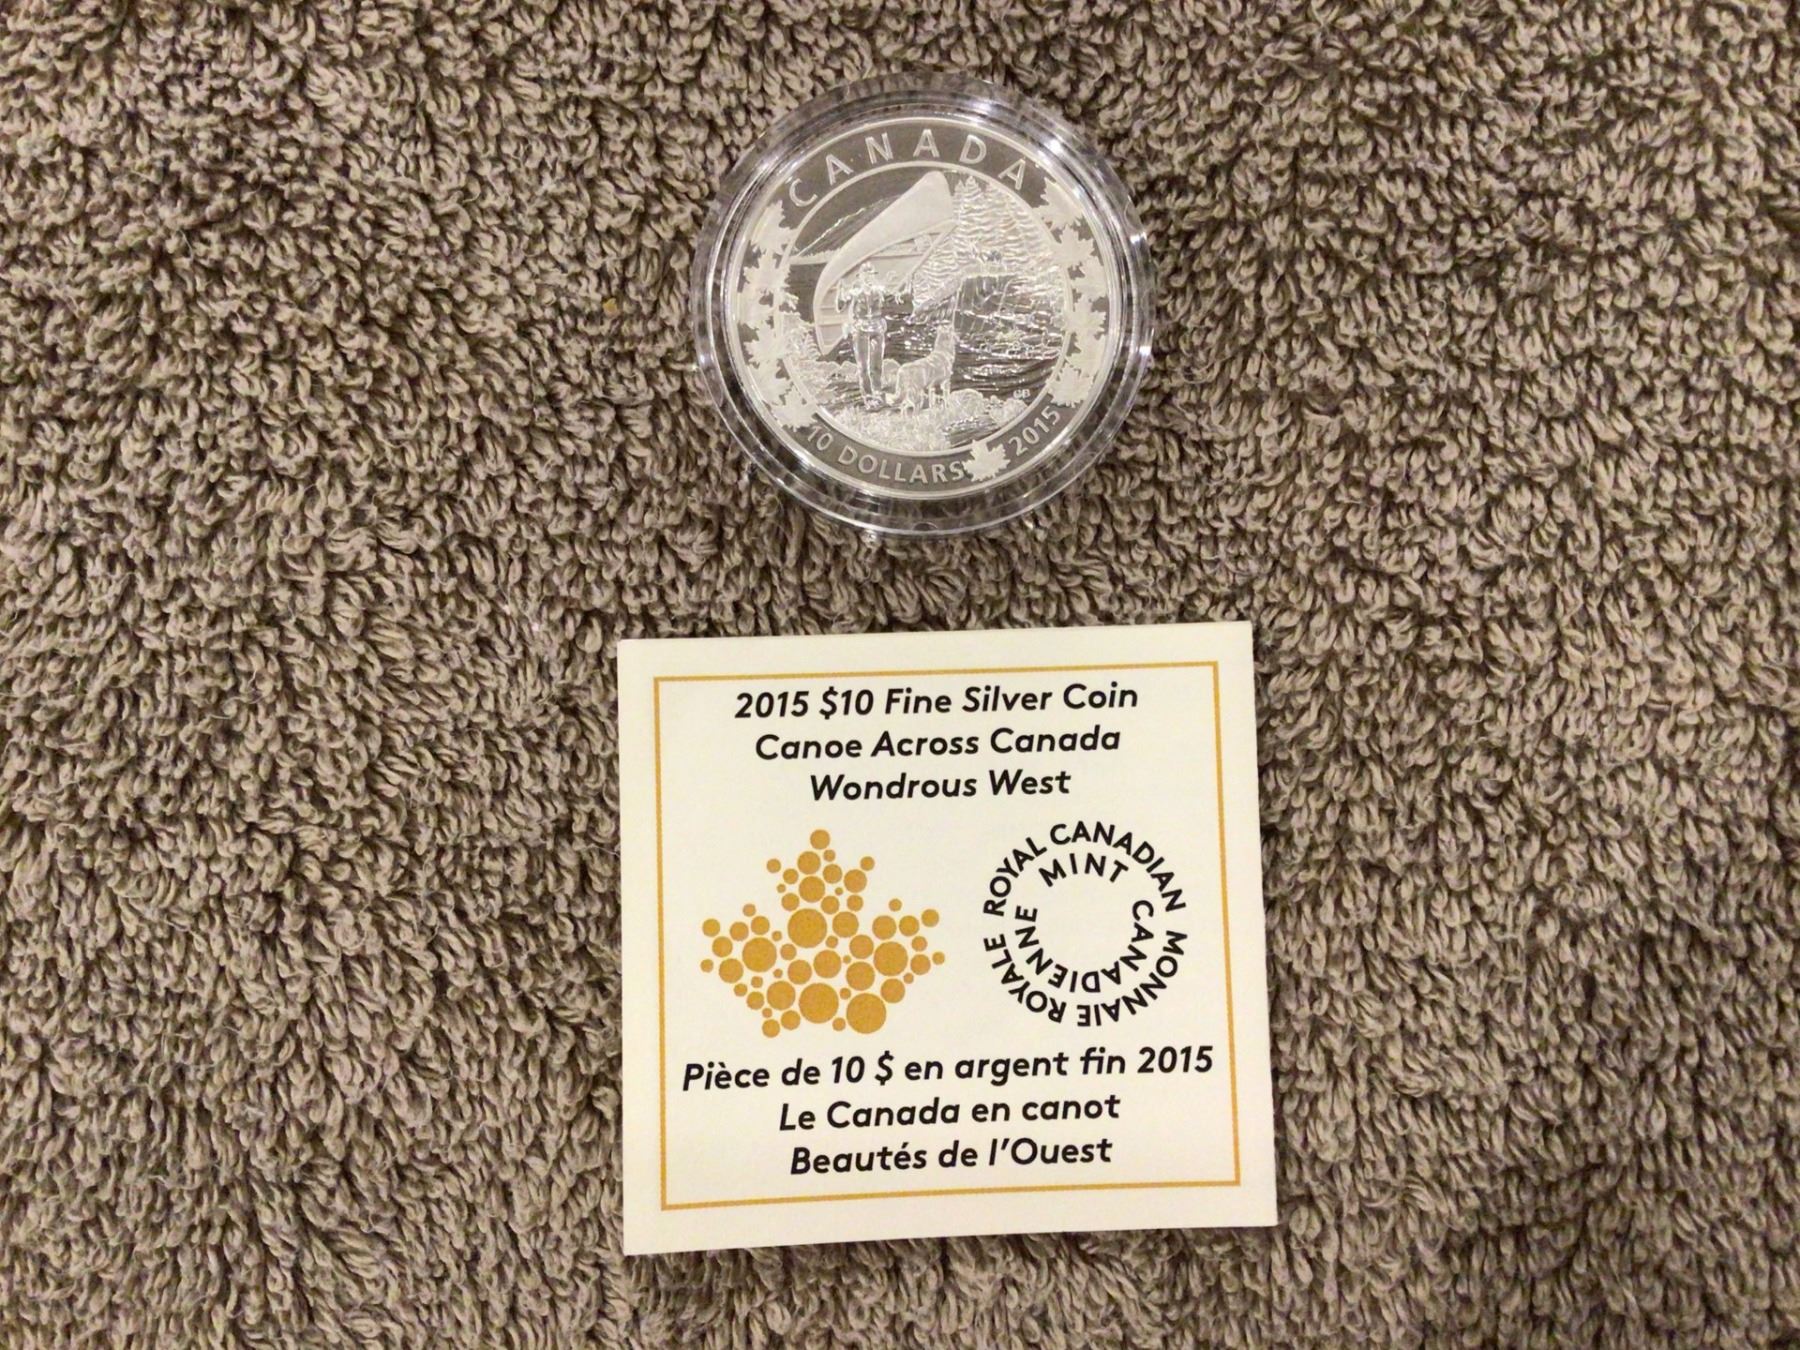 CANADA
GB
10 DOLLARS 2015
2015 $10 Fine Silver Coin
Canoe Across Canada
Wondrous West
ROYAL CANADIAN MINT
MONNAIE ROYALE CANADIENNE
Pièce de 10 $ en argent fin 2015
Le Canada en canot
Beautés de l'Ouest